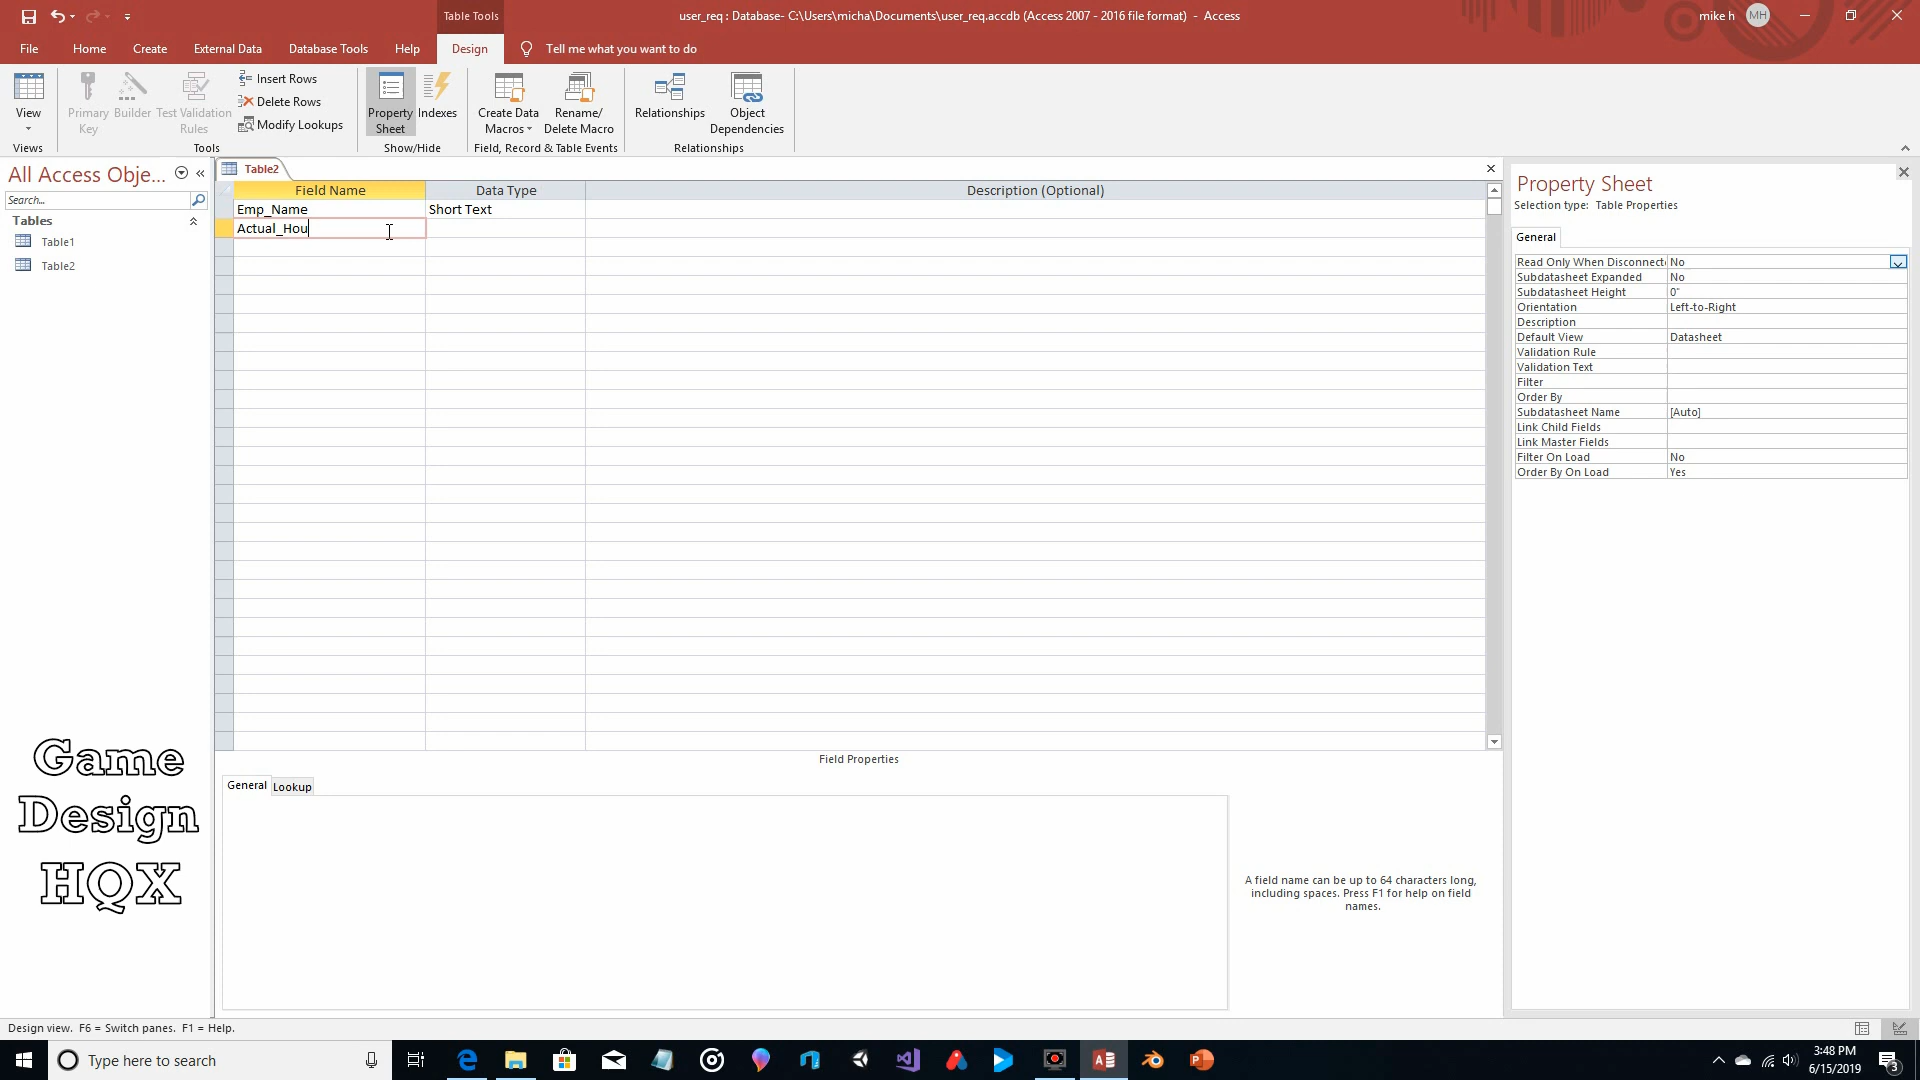 Table Tools
user_req : Database- C:\Users\micha\Documents\user_req.accdb (Access 2007 - 2016 file format) - Access
mike h
MH
File
Home
Create
External Data
Database Tools
Help
Design
Tell me what you want to do
View
Primary
Key
Builder
Test Validation
Rules
Insert Rows
Delete Rows
Modify Lookups
Property
Sheet
Indexes
Create Data
Macros
Rename/
Delete Macro
Relationships
Object
Dependencies
Views
Tools
Show/Hide
Field, Record & Table Events
Relationships
All Access Obje...
Search...
Tables
Table1
Table2
Table2
Field Name
Data Type
Description (Optional)
Emp_Name
Short Text
Actual_Hou
Property Sheet
Selection type: Table Properties
General
Read Only When Disconnect
No
Subdatasheet Expanded
No
Subdatasheet Height
0"
Orientation
Left-to-Right
Description
Default View
Datasheet
Validation Rule
Validation Text
Filter
Order By
Subdatasheet Name
[Auto]
Link Child Fields
Link Master Fields
Filter On Load
No
Order By On Load
Yes
Field Properties
General
Lookup
A field name can be up to 64 characters long,
including spaces. Press F1 for help on field
names.
Game
Design
HQX
Design view. F6 = Switch panes. F1 = Help.
Type here to search
3:48 PM
6/15/2019
3